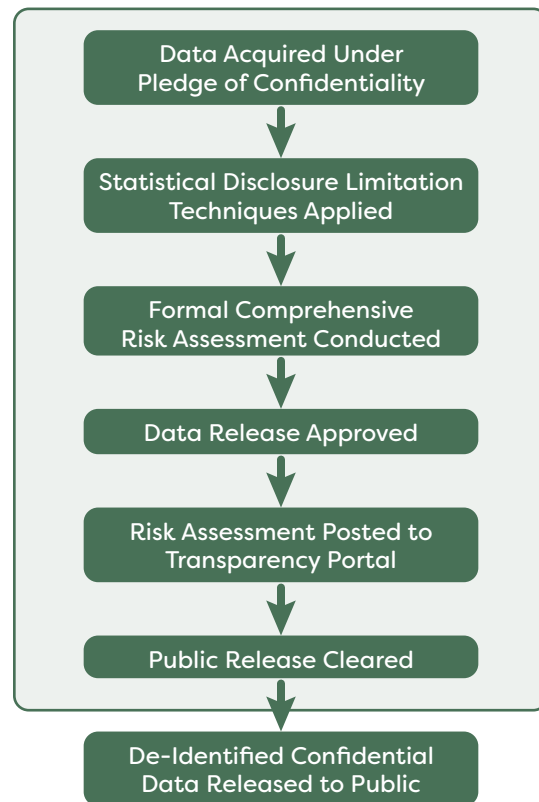 Data Acquired Under
Pledge of Confidentiality
Statistical Disclosure Limitation
Techniques Applied
Formal Comprehensive
Risk Assessment Conducted
Data Release Approved
Risk Assessment Posted to
Transparency Portal
Public Release Cleared
De-Identified Confidential
Data Released to Public